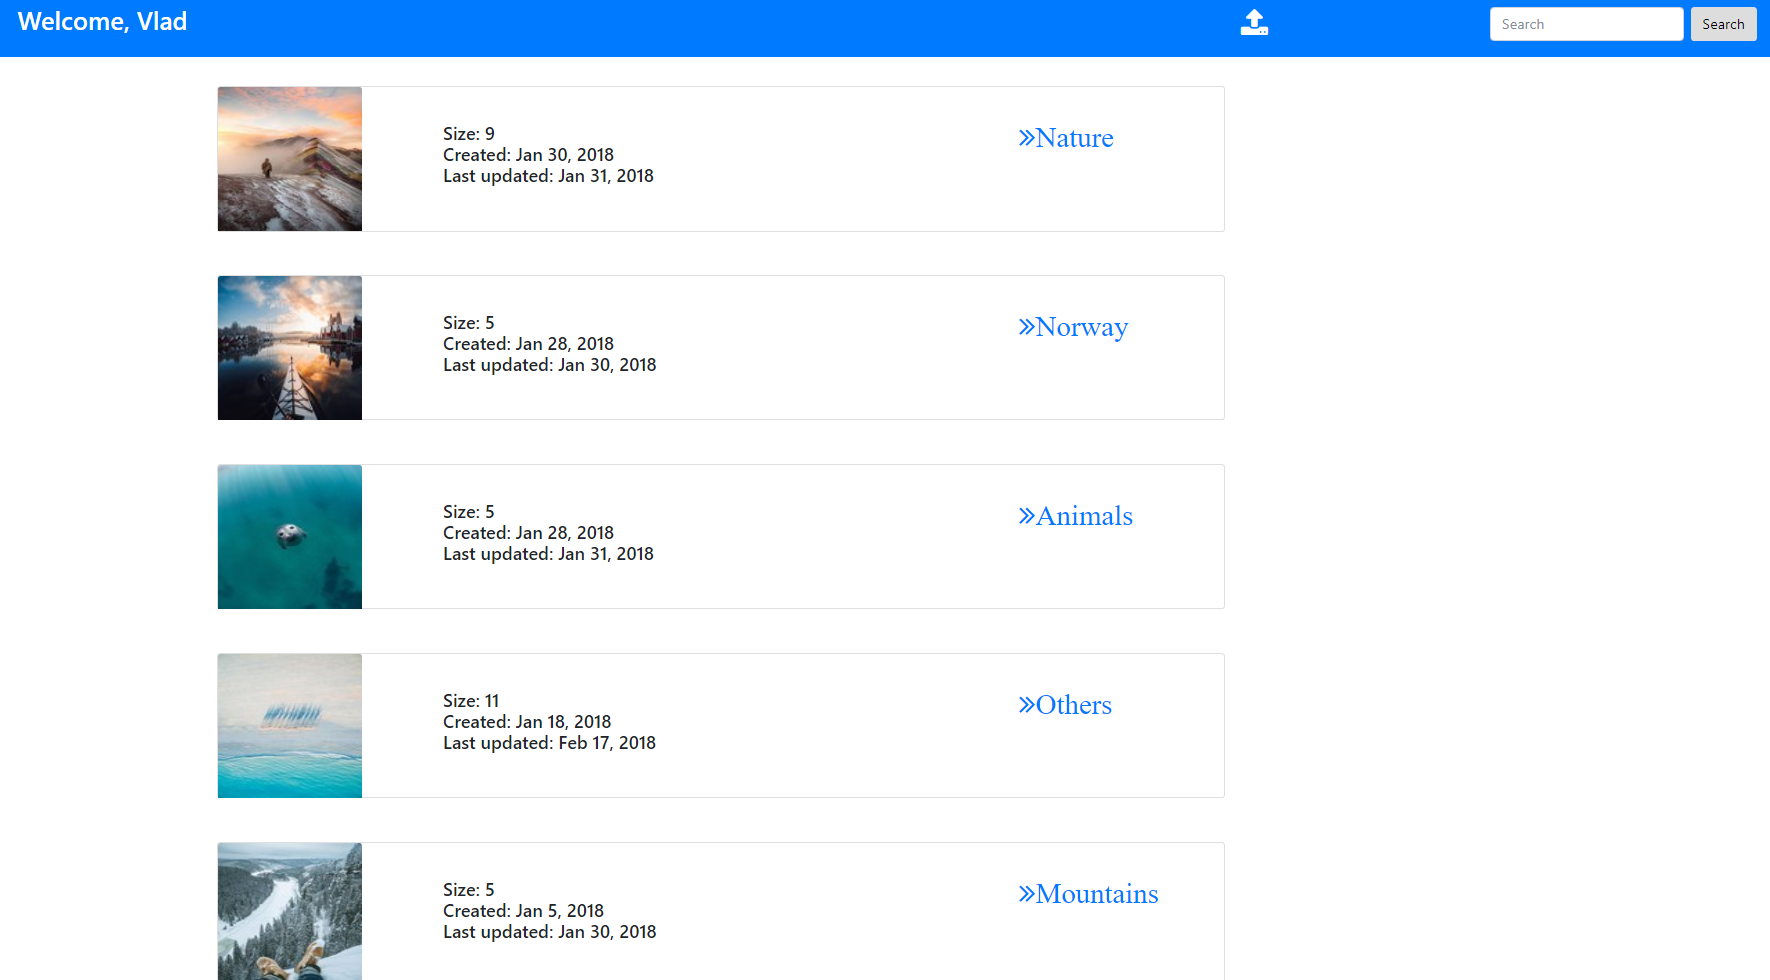 Welcome, Vlad
Search
Search
Size: 9
Created: Jan 30, 2018
Last updated: Jan 31, 2018
»Nature
Size: 5
Created: Jan 28, 2018
Last updated: Jan 30, 2018
»Norway
Size: 5
Created: Jan 28, 2018
Last updated: Jan 31, 2018
»Animals
Size: 11
Created: Jan 18, 2018
Last updated: Feb 17, 2018
»Others
Size: 5
Created: Jan 5, 2018
Last updated: Jan 30, 2018
»Mountains